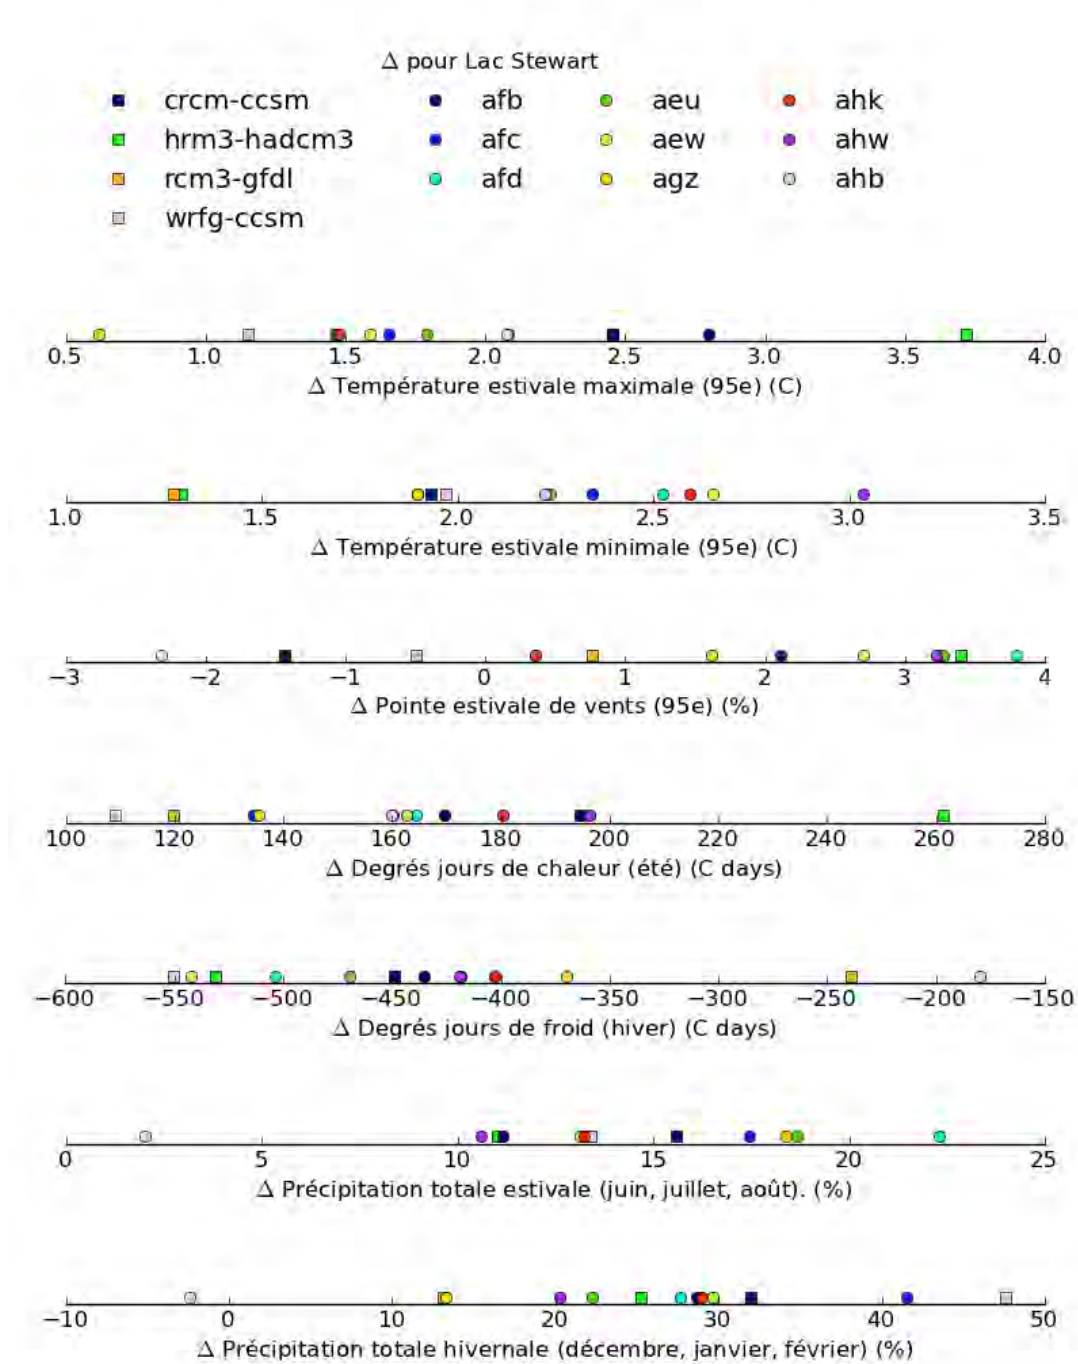 Δ pour Lac Stewart
crcm-ccsm afb aeu ahk
hrm3-hadcm3 afc aew ahw
rcm3-gfdl afd agz ahb
wrfg-ccsm
0.5 1.0 1.5 2.0 2.5 3.0 3.5 4.0
Δ Température estivale maximale (95e) (C)
1.0 1.5 2.0 2.5 3.0 3.5
Δ Température estivale minimale (95e) (C)
−3 −2 −1 0 1 2 3 4
Δ Pointe estivale de vents (95e) (%)
100 120 140 160 180 200 220 240 260 280
Δ Degrés jours de chaleur (été) (C days)
−600 −550 −500 −450 −400 −350 −300 −250 −200 −150
Δ Degrés jours de froid (hiver) (C days)
0 5 10 15 20 25
Δ Précipitation totale estivale (juin, juillet, août). (%)
−10 0 10 20 30 40 50
Δ Précipitation totale hivernale (décembre, janvier, février) (%)